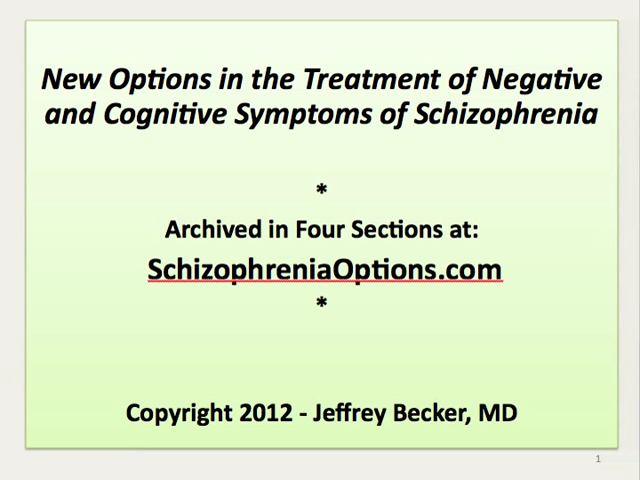 New Options in the Treatment of Negative
and Cognitive Symptoms of Schizophrenia
*
Archived in Four Sections at:
SchizophreniaOptions.com
*
Copyright 2012 - Jeffrey Becker, MD
1